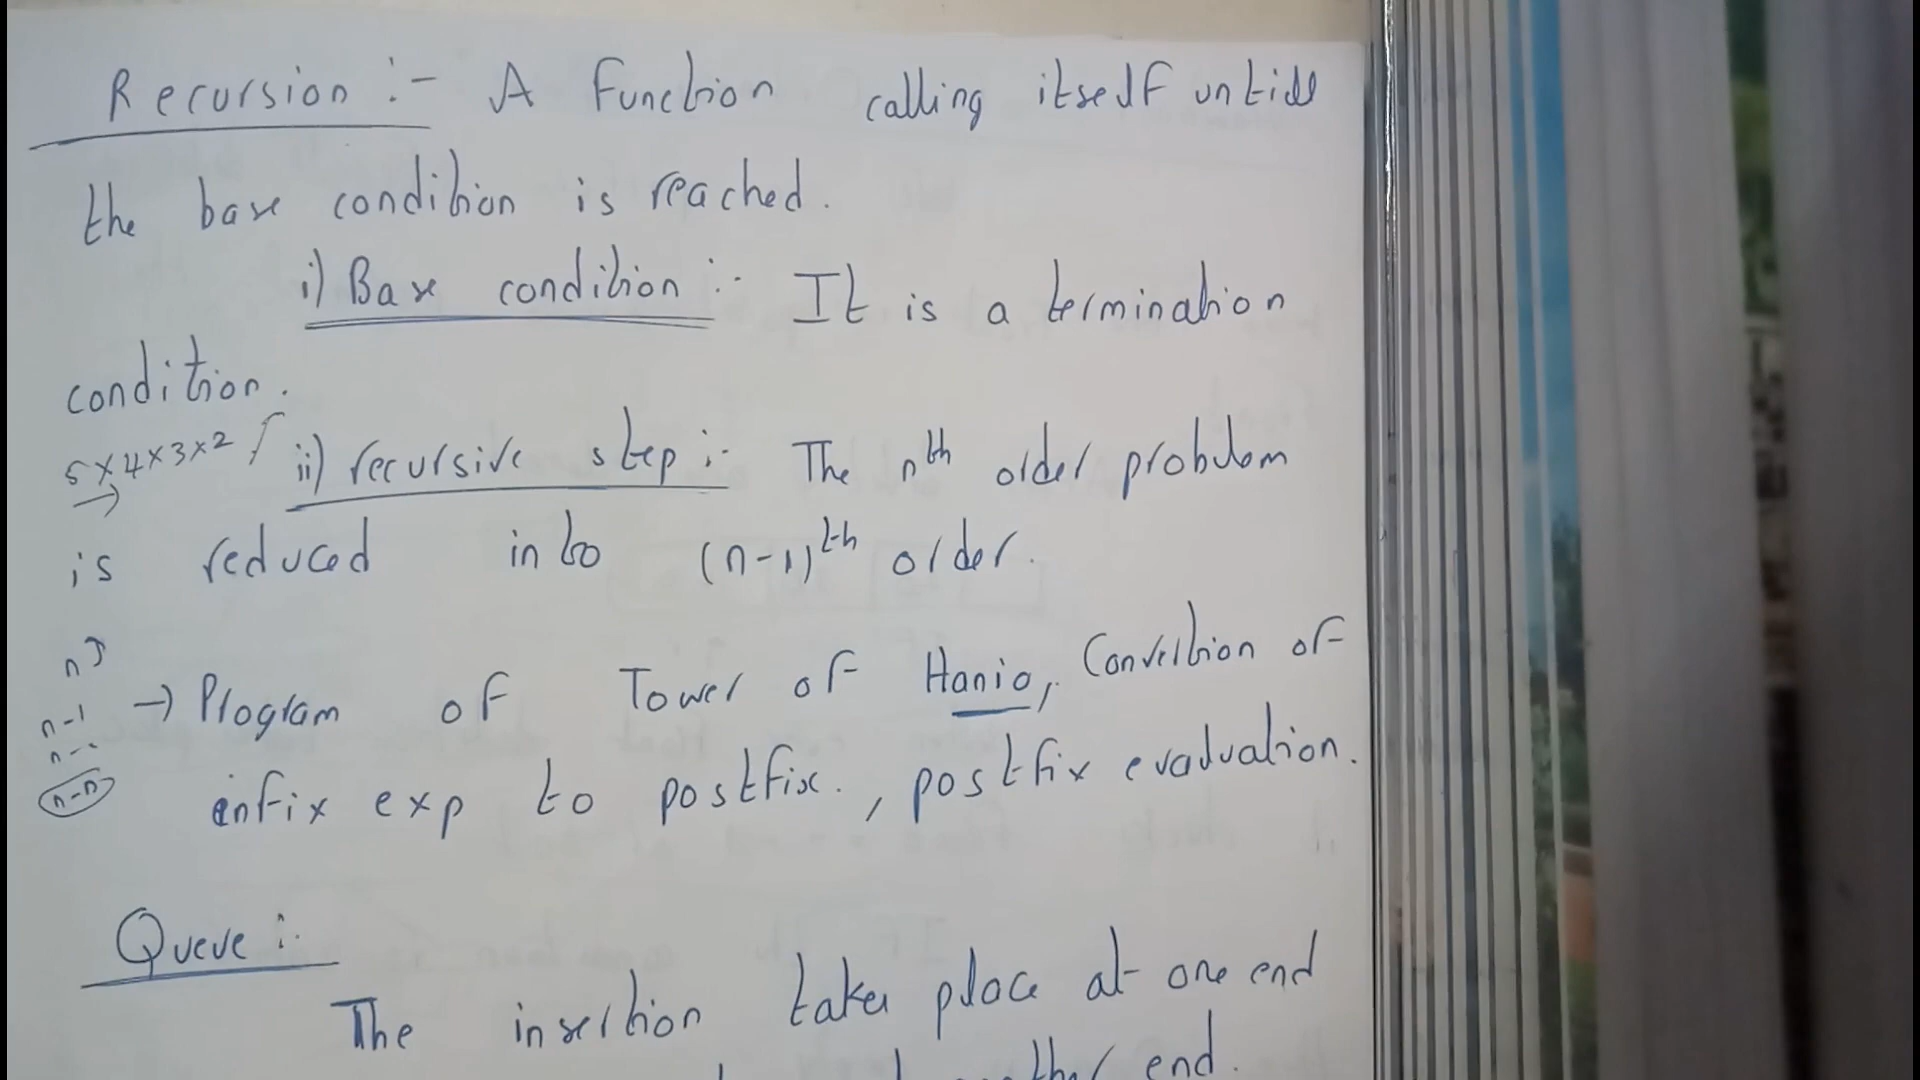 Recursion :- A function calling itself untill
the base condition is reached.
i) Base condition :- It is a termination
condition.
5×4×3×2
ii) recursive step :- The nth order problem
is reduced into (n-1)th order.
n
n-1
n-n
→ Program of Tower of Hanio, Convertion of
infix exp to postfix. , postfix evaluation.
Queue :-
The insertion takes place at one end
end.